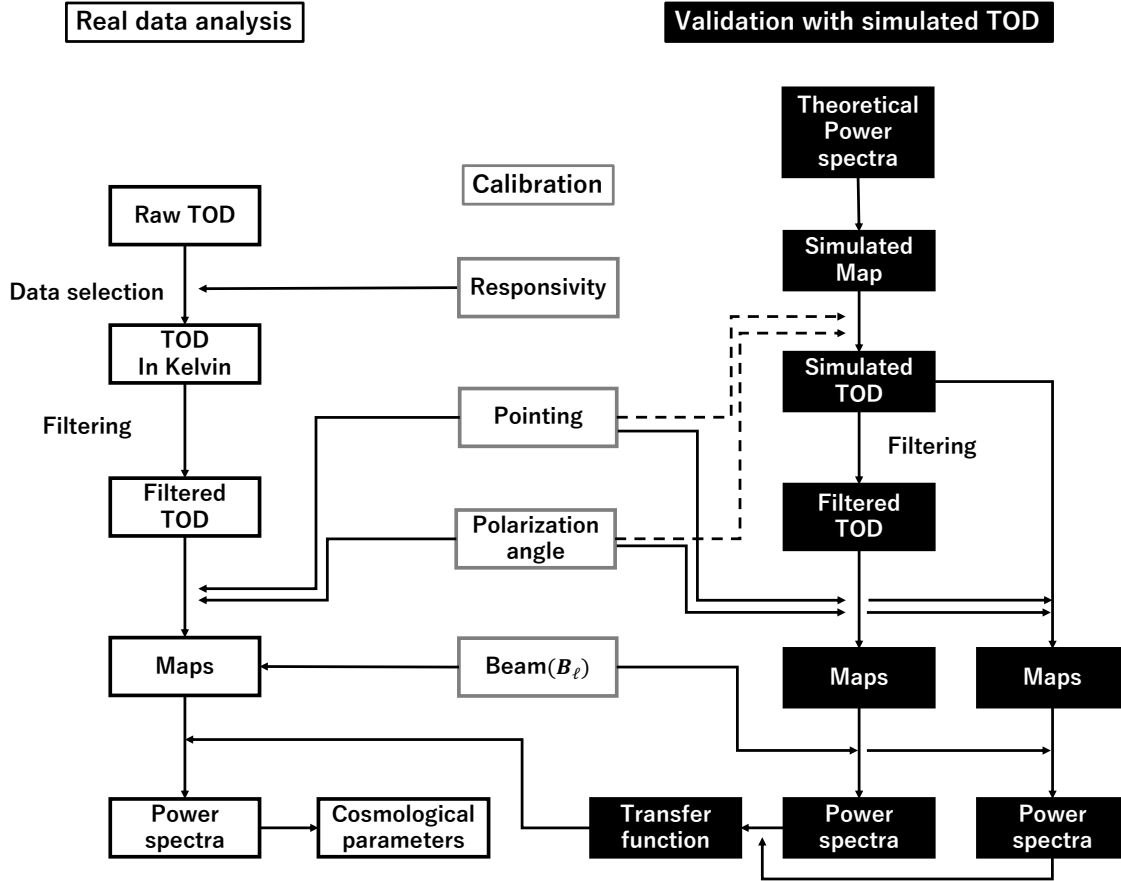 Real data analysis
Validation with simulated TOD
Theoretical
Power
spectra
Calibration
Raw TOD
Simulated
Map
Data selection
Responsivity
TOD
In Kelvin
Simulated
TOD
Filtering
Pointing
Filtering
Filtered
TOD
Polarization
angle
Filtered
TOD
Maps
Beam(𝑩ℓ)
Maps
Maps
Power
spectra
Cosmological
parameters
Transfer
function
Power
spectra
Power
spectra